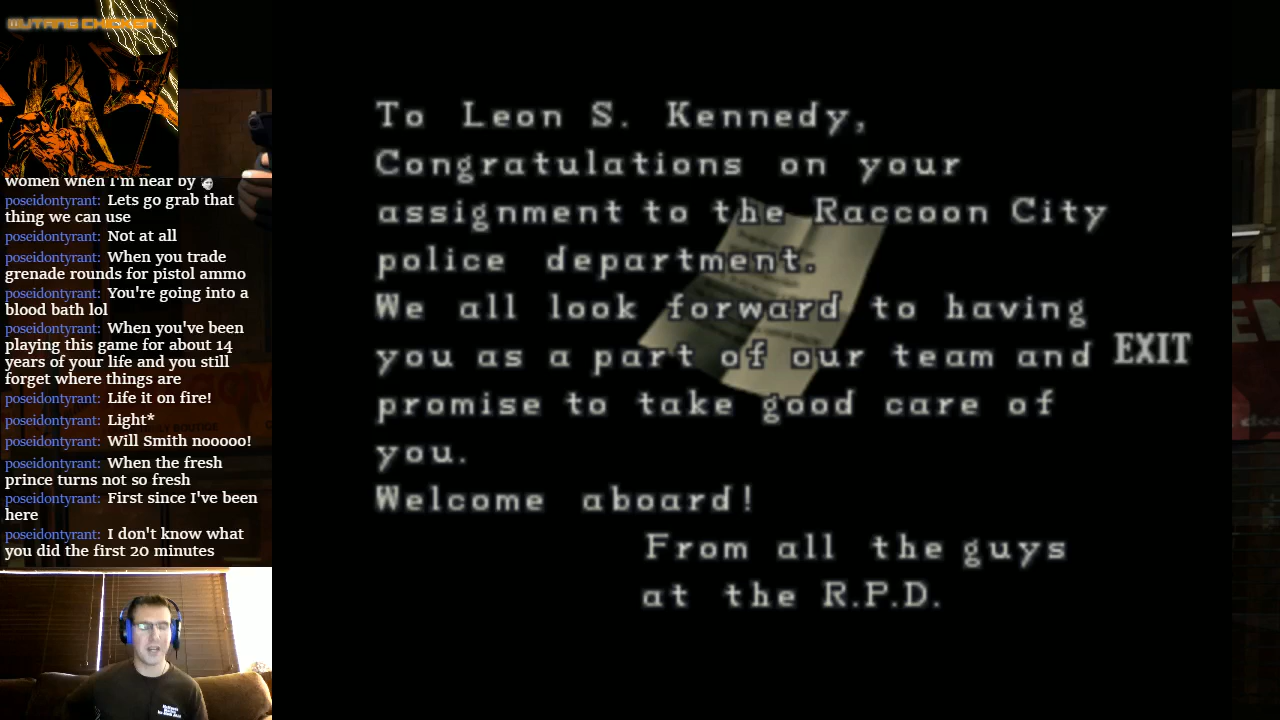 WUTANG CHICKEN
women when I'm near by
poseidontyrant: Lets go grab that
thing we can use
poseidontyrant: Not at all
poseidontyrant: When you trade
grenade rounds for pistol ammo
poseidontyrant: You're going into a
blood bath lol
poseidontyrant: When you've been
playing this game for about 14
years of your life and you still
forget where things are
poseidontyrant: Life it on fire!
poseidontyrant: Light*
poseidontyrant: Will Smith nooooo!
poseidontyrant: When the fresh
prince turns not so fresh
poseidontyrant: First since I've been
here
poseidontyrant: I don't know what
you did the first 20 minutes
To Leon S. Kennedy,
Congratulations on your
assignment to the Raccoon City
police department.
We all look forward to having
you as a part of our team and
promise to take good care of
you.
Welcome aboard!
From all the guys
at the R.P.D.
EXIT